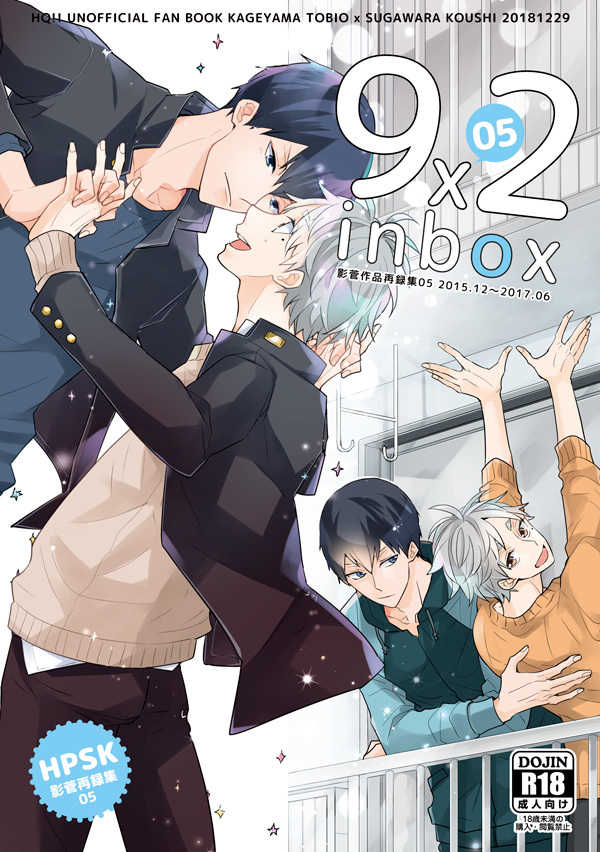 HQ!! UNOFFICIAL FAN BOOK KAGEYAMA TOBIO x SUGAWARA KOUSHI 20181229
9x2
05
inbox
影菅作品再録集05 2015.12～2017.06
HPSK
影菅再録集
05
DOJIN
R18
成人向け
18歳未満の
購入・閲覧禁止